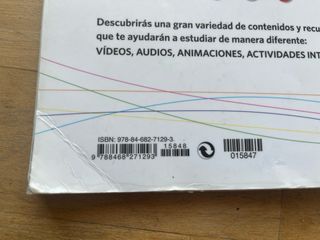 Descubrirás una gran variedad de contenidos y recu
que te ayudarán a estudiar de manera diferente:
VÍDEOS, AUDIOS, ANIMACIONES, ACTIVIDADES INT
ISBN: 978-84-682-7129-3
15848
9 788468 271293
015847